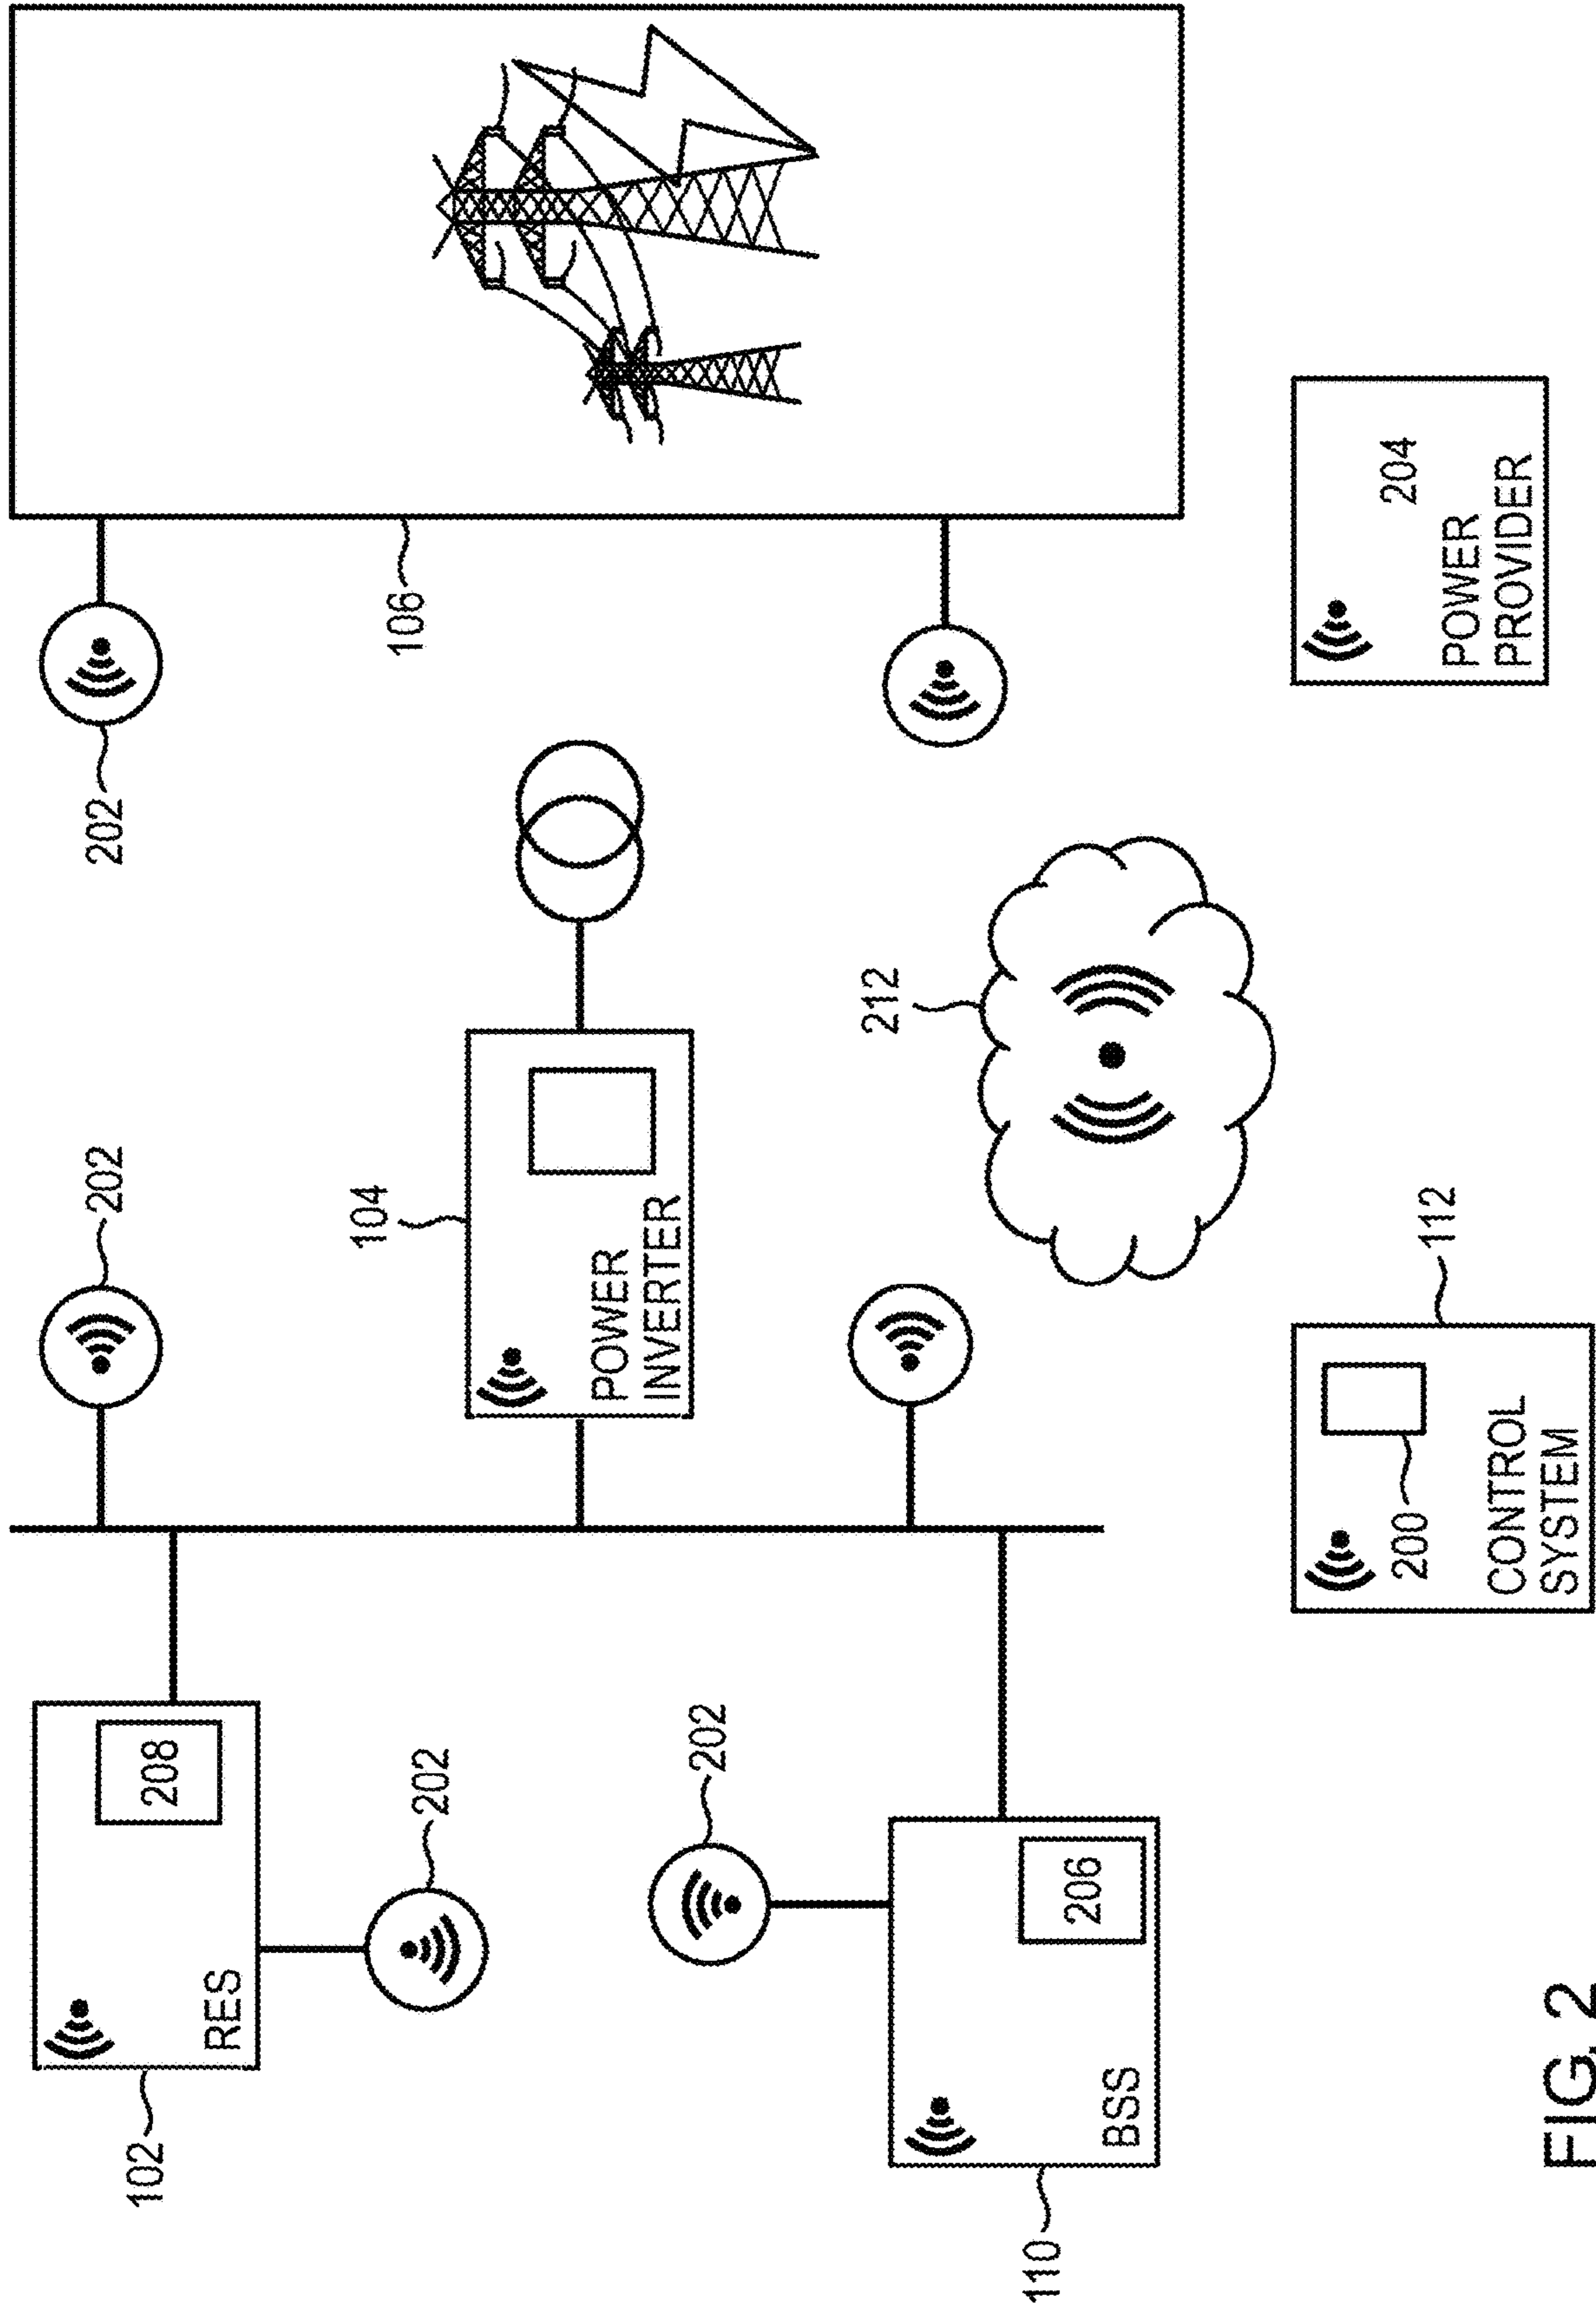 102
RES
208
202
202
202
106
104
POWER
INVERTER
110
BSS
206
202
212
200
CONTROL
SYSTEM
112
204
POWER
PROVIDER
FIG. 2